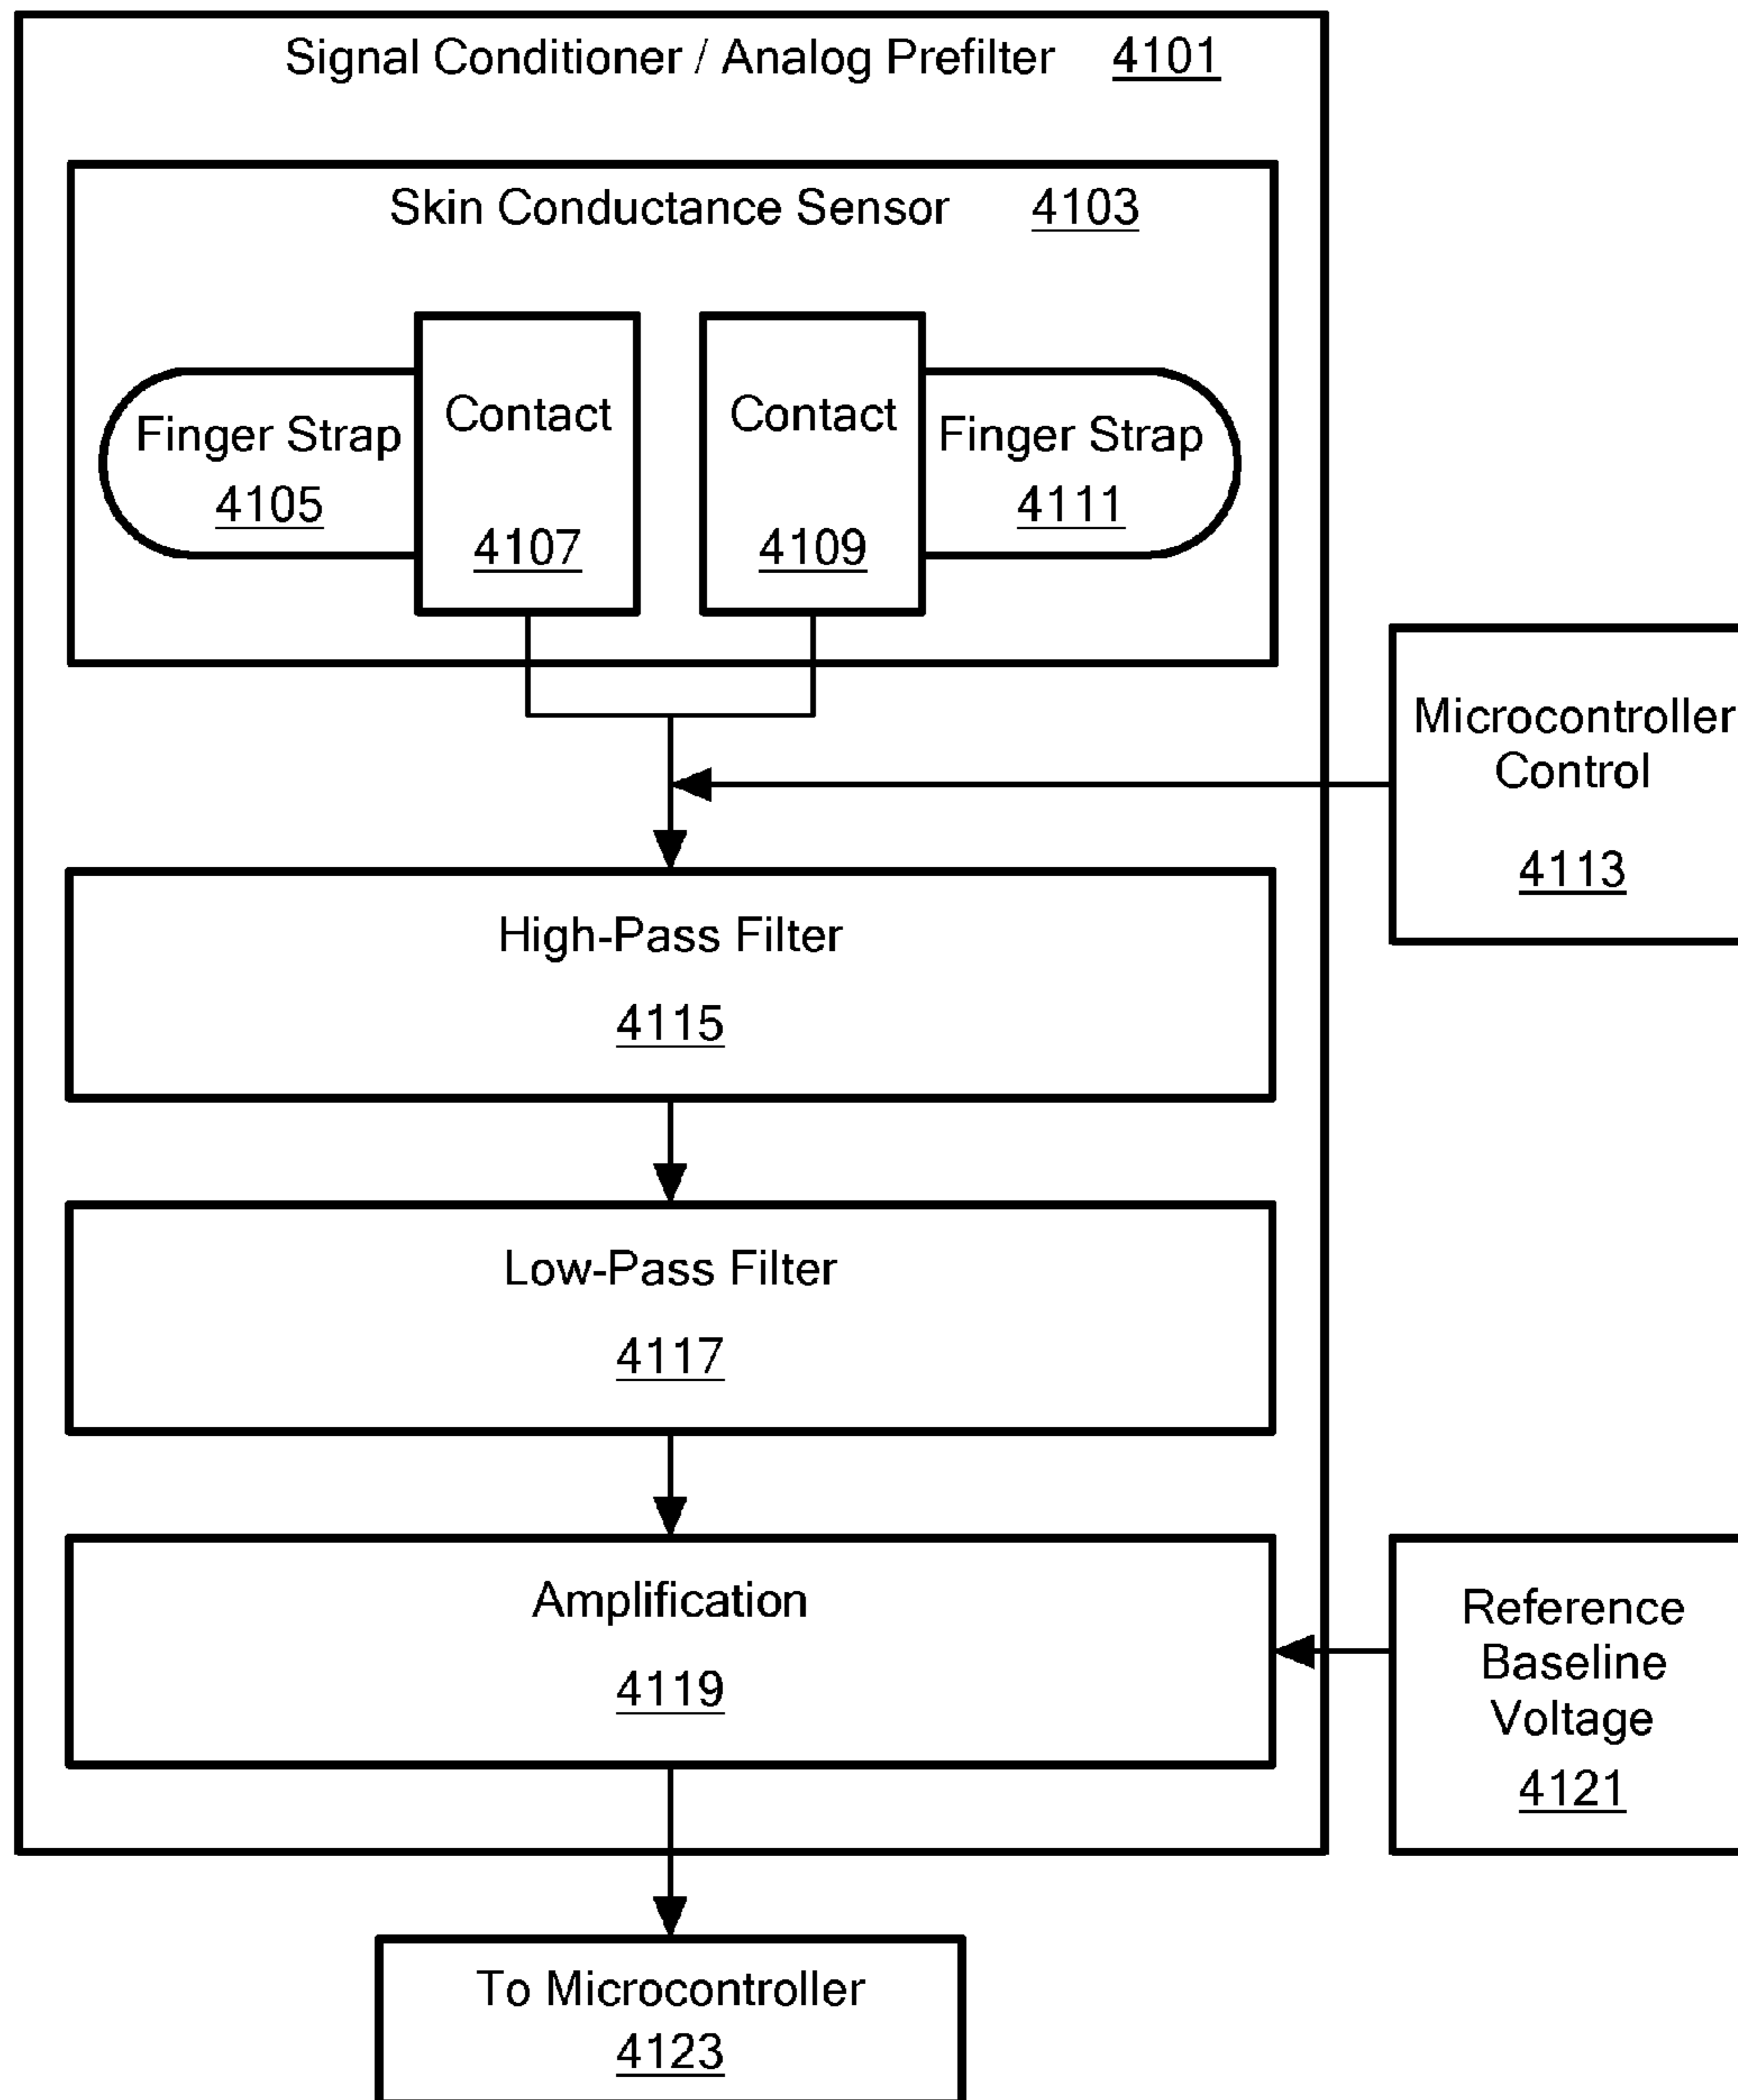 Signal Conditioner / Analog Prefilter 4101
Skin Conductance Sensor 4103
Finger Strap
4105
Contact
4107
Contact
4109
Finger Strap
4111
Microcontroller
Control
4113
High-Pass Filter
4115
Low-Pass Filter
4117
Amplification
4119
Reference
Baseline
Voltage
4121
To Microcontroller
4123